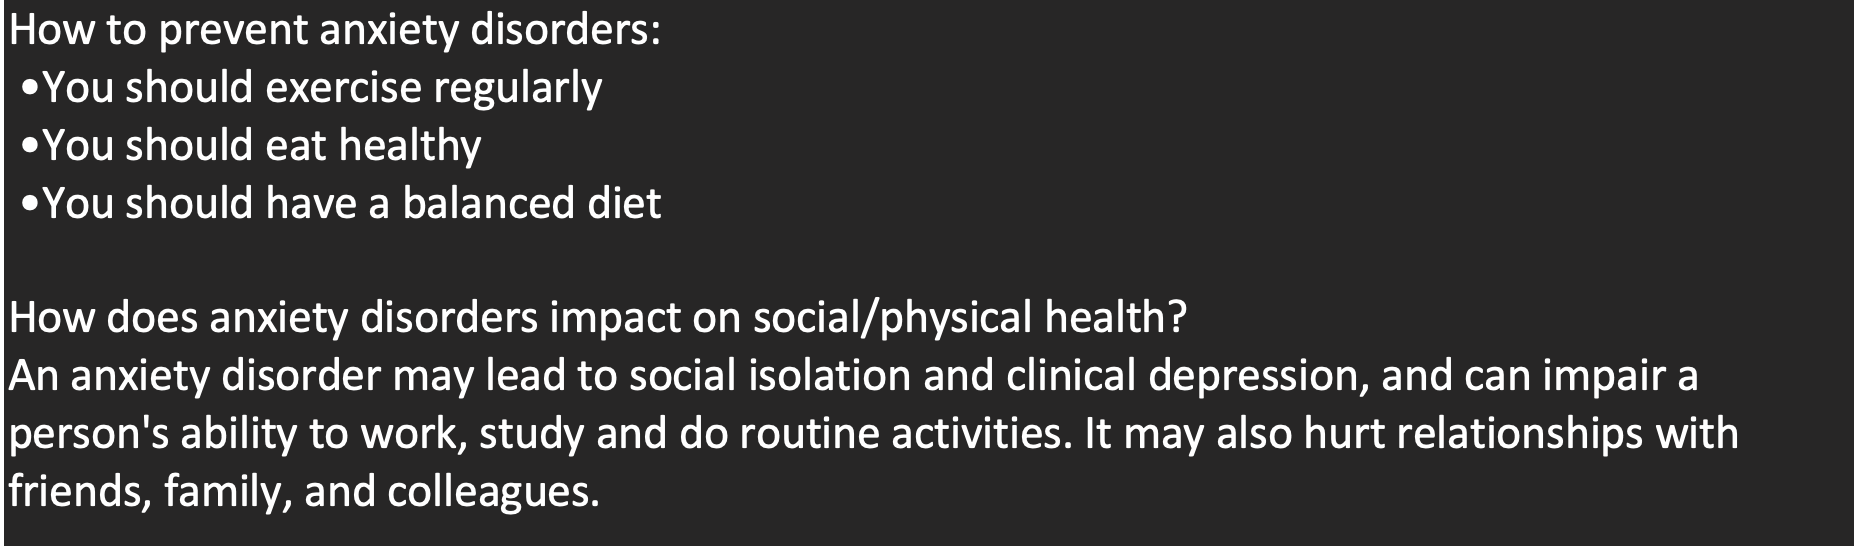 How to prevent anxiety disorders:
•You should exercise regularly
•You should eat healthy
•You should have a balanced diet
How does anxiety disorders impact on social/physical health?
An anxiety disorder may lead to social isolation and clinical depression, and can impair a
person's ability to work, study and do routine activities. It may also hurt relationships with
friends, family, and colleagues.